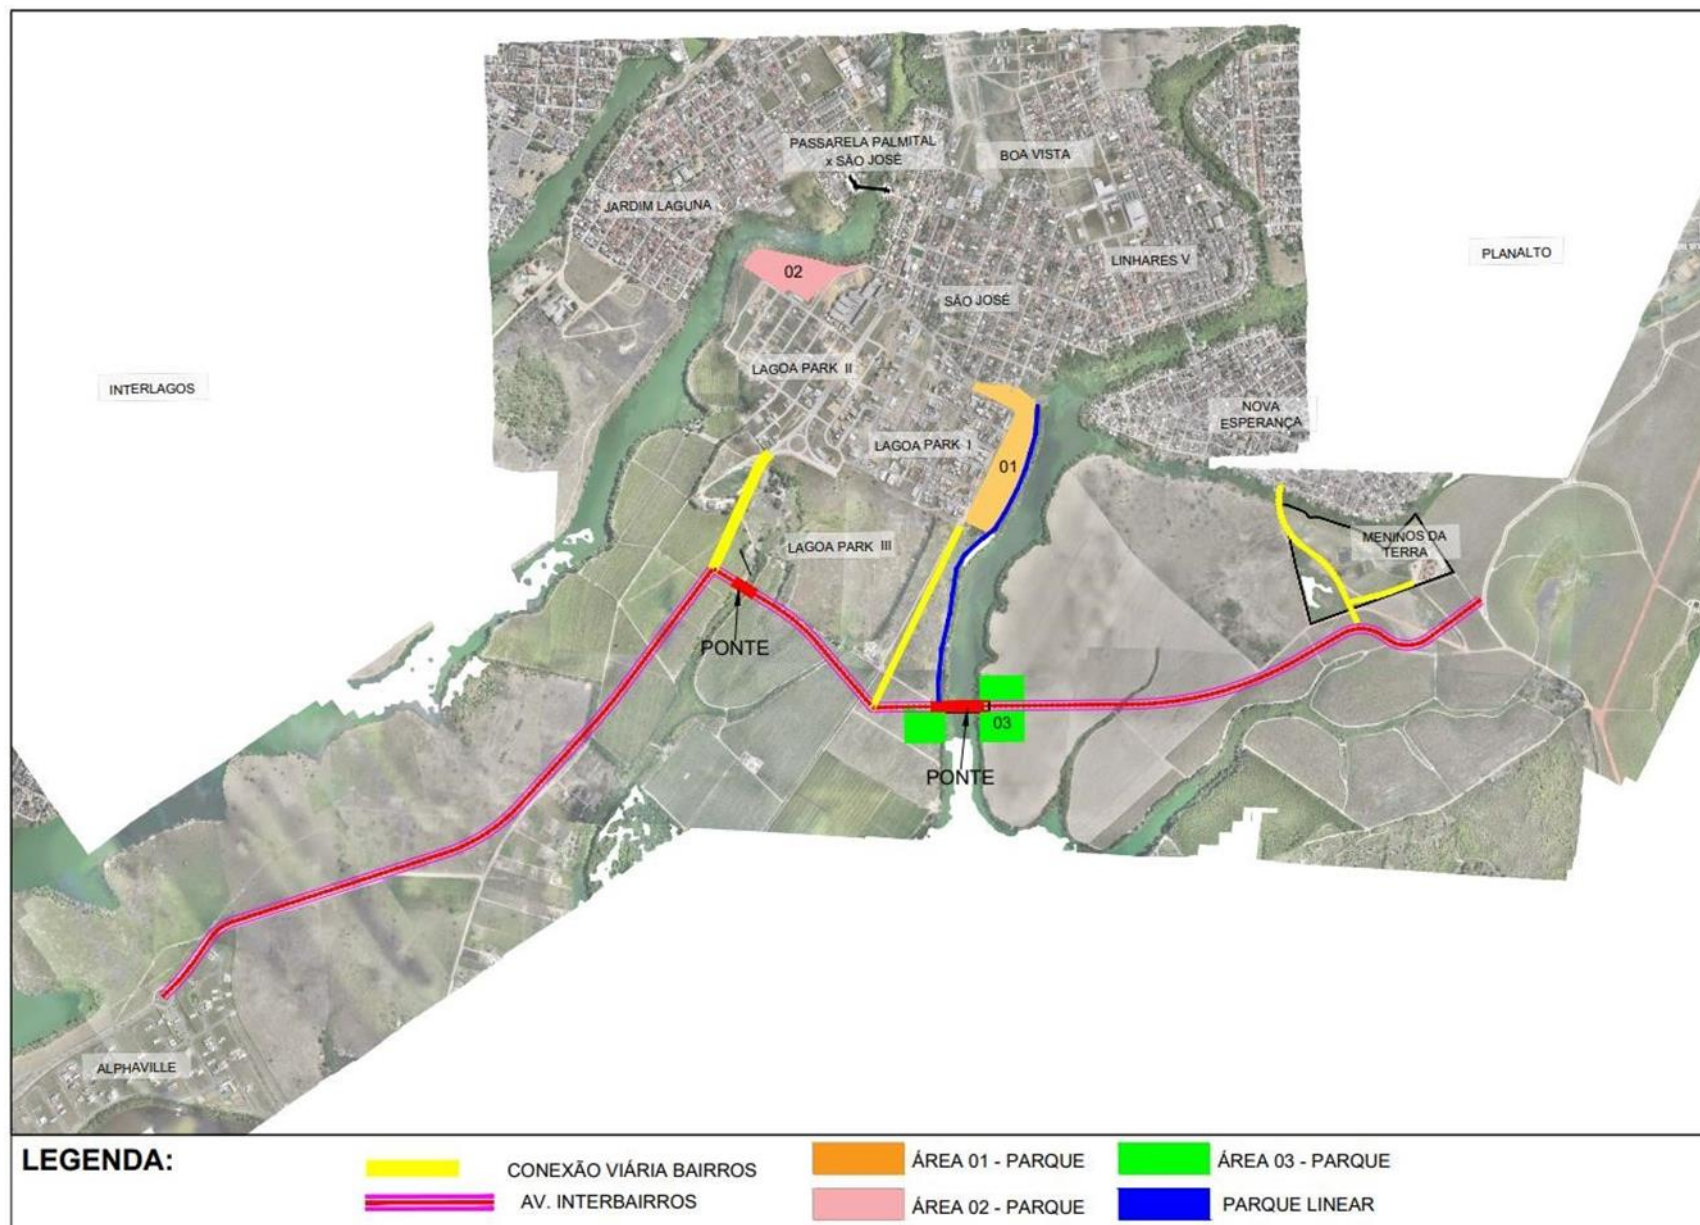 PASSARELA PALMITAL
x SÃO JOSÉ
BOA VISTA
JARDIM LAGUNA
PLANALTO
LINHARES V
02
SÃO JOSÉ
LAGOA PARK II
INTERLAGOS
NOVA
ESPERANÇA
LAGOA PARK I
01
MENINOS DA
TERRA
LAGOA PARK III
PONTE
03
PONTE
ALPHAVILLE
LEGENDA:
CONEXÃO VIÁRIA BAIRROS
AV. INTERBAIRROS
ÁREA 01 - PARQUE
ÁREA 02 - PARQUE
ÁREA 03 - PARQUE
PARQUE LINEAR